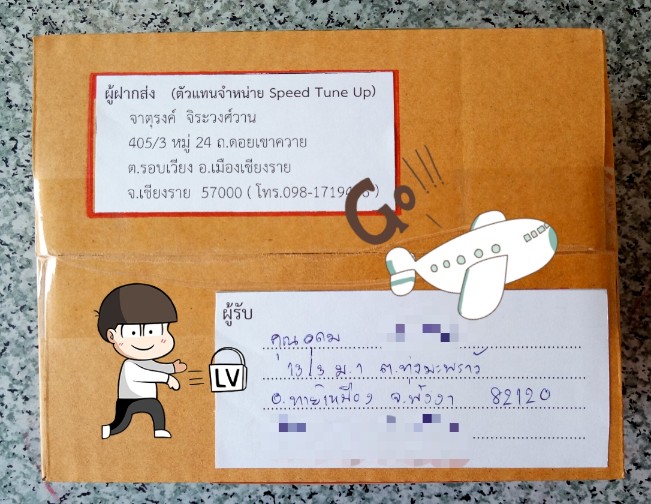 ผู้ฝากส่ง (ตัวแทนจำหน่าย Speed Tune Up)
จาตุรงค์ จิระวงศ์วาน
405/3 หมู่ 24 ถ.ดอยเขาควาย
ต.รอบเวียง อ.เมืองเชียงราย
จ.เชียงราย 57000 ( โทร.098-1719 )
Go!!!
ผู้รับ
คุณ อุดม
13/3 ม.1 ต.ทุ่งมะพร้าว
อ.ท้ายเหมือง จ.พังงา 82120
LV